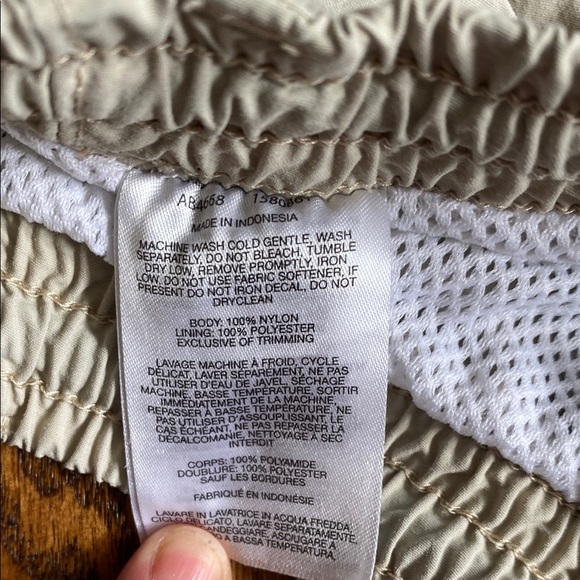 MADE IN INDONESIA
MACHINE WASH COLD GENTLE, WASH
SEPARATELY, DO NOT BLEACH, TUMBLE
DRY LOW, REMOVE PROMPTLY, IRON
LOW, DO NOT USE FABRIC SOFTENER, IF
PRESENT DO NOT IRON DECAL, DO NOT
DRYCLEAN
BODY: 100% NYLON
LINING: 100% POLYESTER
EXCLUSIVE OF TRIMMING
LAVAGE MACHINE À FROID, CYCLE
DÉLICAT, LAVER SÉPAREMENT, NE PAS
UTILISER D'EAU DE JAVEL, SÉCHAGE
MACHINE, BASSE TEMPÉRATURE, SORTIR
IMMÉDIATEMENT DE LA MACHINE,
REPASSER À BASSE TEMPÉRATURE, NE
PAS UTILISER D'ASSOUPLISSANT, LE
CAS ÉCHÉANT, NE PAS REPASSER LA
DÉCALCOMANIE, NETTOYAGE À SEC
INTERDIT
CORPS: 100% POLYAMIDE
DOUBLURE: 100% POLYESTER
SAUF LES BORDURES
FABRIQUÉ EN INDONÉSIE
LAVARE IN LAVATRICE IN ACQUA FREDDA,
CICLO DELICATO, LAVARE SEPARATAMENTE,
CANDEGGIARE, ASCIUGARE A
A BASSA TEMPERATURA,